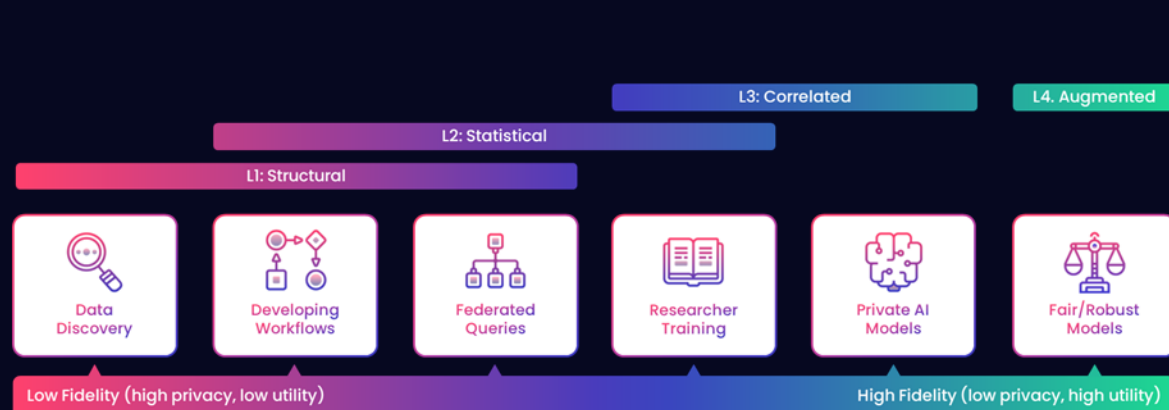 L3: Correlated
L4. Augmented
L2: Statistical
L1: Structural
Data
Discovery
Developing
Workflows
Federated
Queries
Researcher
Training
Private AI
Models
Fair/Robust
Models
Low Fidelity (high privacy, low utility)
High Fidelity (low privacy, high utility)